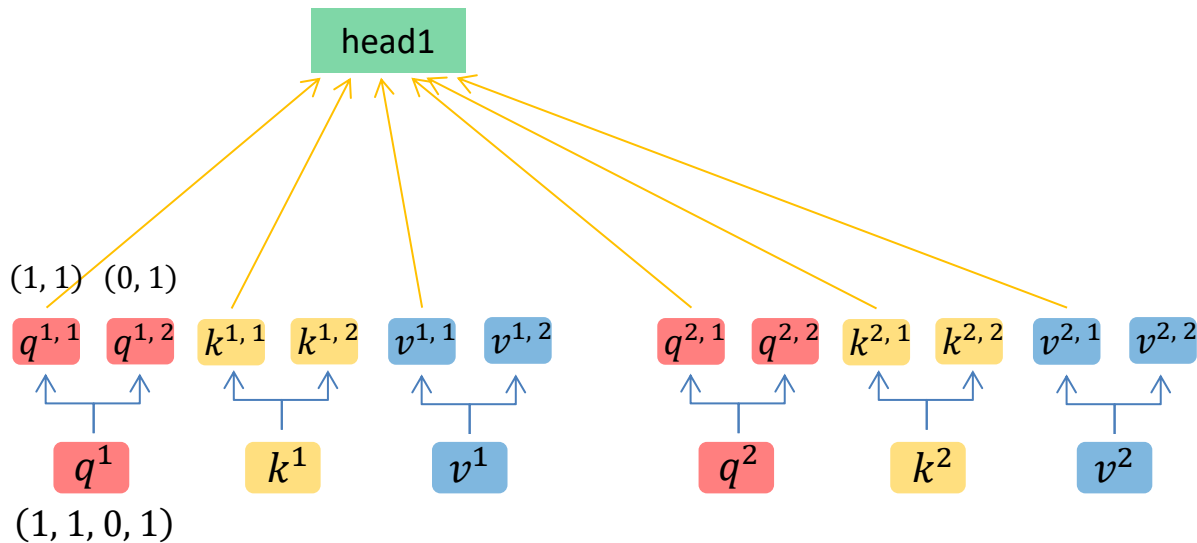 head1
(1, 1) (0, 1)
q^{1, 1} q^{1, 2} k^{1, 1} k^{1, 2} v^{1, 1} v^{1, 2} q^{2, 1} q^{2, 2} k^{2, 1} k^{2, 2} v^{2, 1} v^{2, 2}
q^1 k^1 v^1 q^2 k^2 v^2
(1, 1, 0, 1)